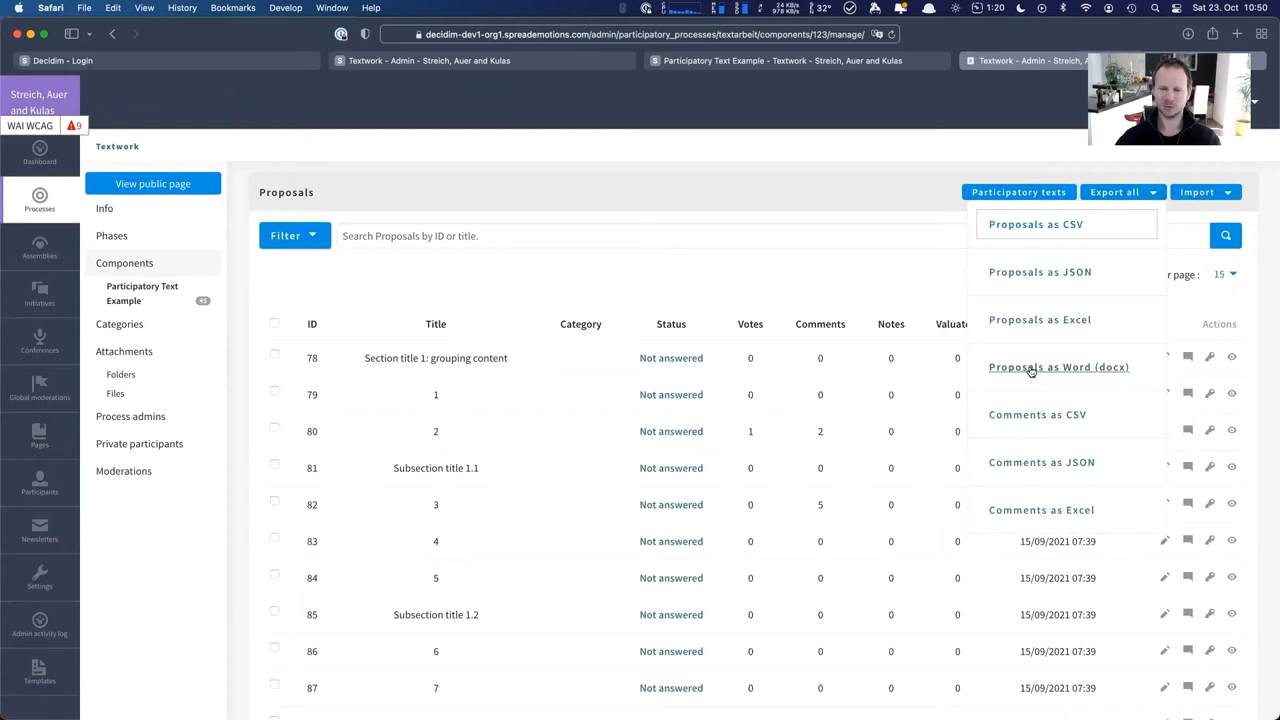 Safari File Edit View History Bookmarks Develop Window Help
274 KB/s
1:20
Sat 23. Oct 10:50
decidim-dev1-org1.spreademotions.com/admin/participatory_processes/textarbeit/components/123/manage/
S Decidim - Login
S Textwork - Admin - Streich, Auer and Kulas
S Participatory Text Example - Textwork - Streich, Auer and Kulas
Textwork - Admin - Streich,
Streich, Auer
and Kulas
WAI WCAG 9
Dashboard
Processes
Assemblies
Initiatives
Conferences
Global moderations
Pages
Participants
Newsletters
Settings
Admin activity log
Templates
Textwork
View public page
Info
Phases
Components
Participatory Text
Example 45
Categories
Attachments
Folders
Files
Process admins
Private participants
Moderations
Proposals
Participatory texts Export all Import
Filter Search Proposals by ID or title.
r page : 15
Proposals as CSV
Proposals as JSON
Proposals as Excel
Proposals as Word (docx)
Comments as CSV
Comments as JSON
Comments as Excel
ID Title Category Status Votes Comments Notes Valuato Actions
78 Section title 1: grouping content Not answered 0 0 0 0
79 1 Not answered 0 0 0 0
80 2 Not answered 1 2 0 0
81 Subsection title 1.1 Not answered 0 0 0 0
82 3 Not answered 0 5 0 0
83 4 Not answered 0 0 0 0 15/09/2021 07:39
84 5 Not answered 0 0 0 0 15/09/2021 07:39
85 Subsection title 1.2 Not answered 0 0 0 0 15/09/2021 07:39
86 6 Not answered 0 0 0 0 15/09/2021 07:39
87 7 Not answered 0 0 0 0 15/09/2021 07:39